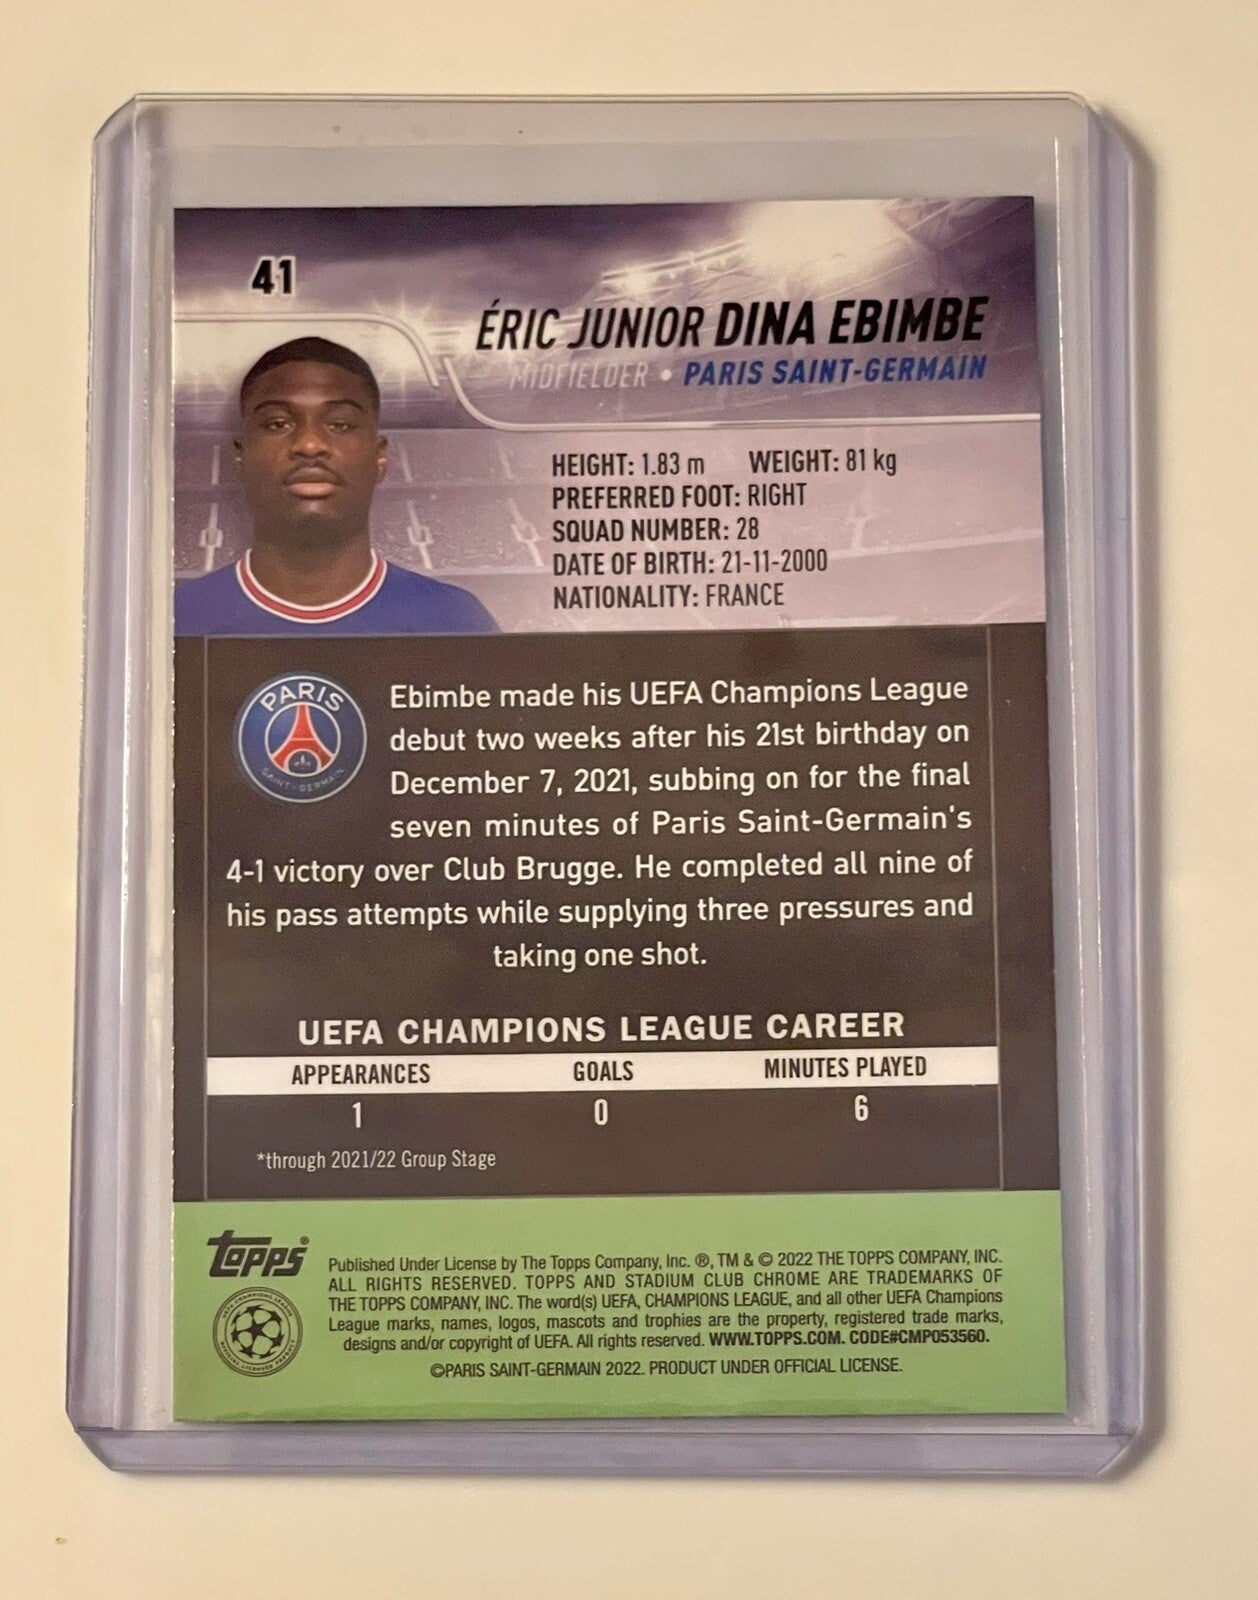 41
ÉRIC JUNIOR DINA EBIMBE
MIDFIELDER • PARIS SAINT-GERMAIN
HEIGHT: 1.83 m WEIGHT: 81 kg
PREFERRED FOOT: RIGHT
SQUAD NUMBER: 28
DATE OF BIRTH: 21-11-2000
NATIONALITY: FRANCE
PARIS
SAINT-GERMAIN
Ebimbe made his UEFA Champions League
debut two weeks after his 21st birthday on
December 7, 2021, subbing on for the final
seven minutes of Paris Saint-Germain's
4-1 victory over Club Brugge. He completed all nine of
his pass attempts while supplying three pressures and
taking one shot.
UEFA CHAMPIONS LEAGUE CAREER
APPEARANCES GOALS MINUTES PLAYED
1 0 6
*through 2021/22 Group Stage
Topps®
Published Under License by The Topps Company, Inc. ®, TM & © 2022 THE TOPPS COMPANY, INC.
ALL RIGHTS RESERVED. TOPPS AND STADIUM CLUB CHROME ARE TRADEMARKS OF
THE TOPPS COMPANY, INC. The word(s) UEFA, CHAMPIONS LEAGUE, and all other UEFA Champions
League marks, names, logos, mascots and trophies are the property, registered trade marks,
designs and/or copyright of UEFA. All rights reserved. WWW.TOPPS.COM. CODE#CMP053560.
©PARIS SAINT-GERMAIN 2022. PRODUCT UNDER OFFICIAL LICENSE.
UEFA CHAMPIONS LEAGUE
OFFICIAL LICENSED PRODUCT